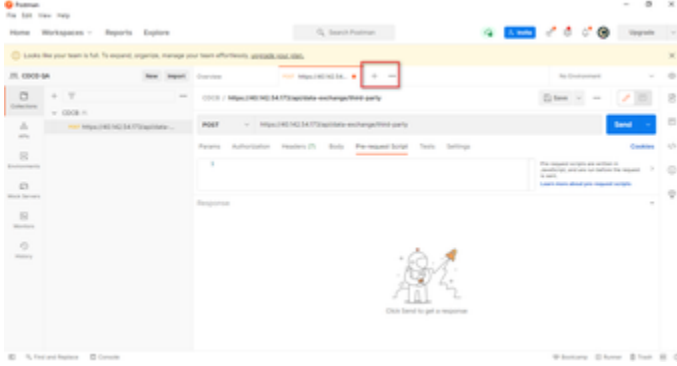 Postman
File Edit View Help
Home Workspaces Reports Explore
Search Postman
Invite
Upgrade
Looks like your team is full. To expand, organize, manage your team effortlessly, upgrade your plan.
CDCB QA
New Import
Overview
No Environment
Collections
CDCB
APIs
Environments
Mock Servers
Monitors
History
Save
POST
Send
Params Authorization Headers (7) Body Pre-request Script Tests Settings
Cookies
1
Pre-request scripts are written in
JavaScript, and are run before the request
is sent.
Learn more about pre-request scripts
Response
Click Send to get a response
Find and Replace Console
Bootcamp Runner Trash